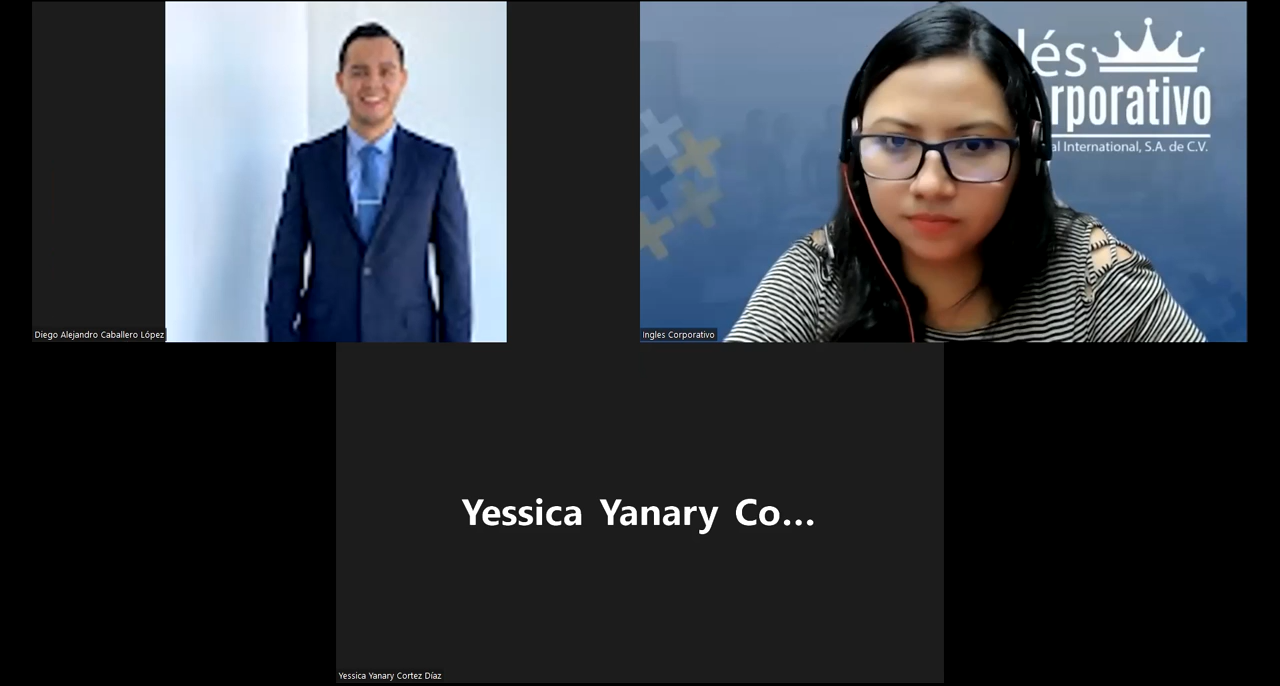 lés
rporativo
al International, S.A. de C.V.
Diego Alejandro Caballero López
Ingles Corporativo
Yessica Yanary Co...
Yessica Yanary Cortez Díaz